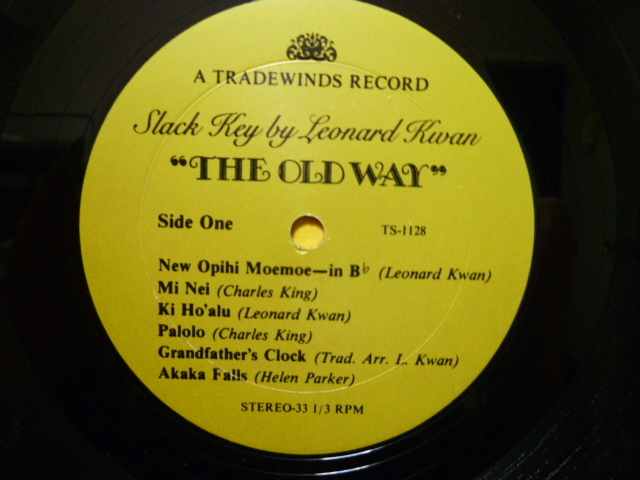 A TRADEWINDS RECORD
Slack Key by Leonard Kwan
"THE OLD WAY"
Side One TS-1128
New Opihi Moemoe—in B♭ (Leonard Kwan)
Mi Nei (Charles King)
Ki Ho'alu (Leonard Kwan)
Palolo (Charles King)
Grandfather's Clock (Trad. Arr. L. Kwan)
Akaka Falls (Helen Parker)
STEREO-33 1/3 RPM